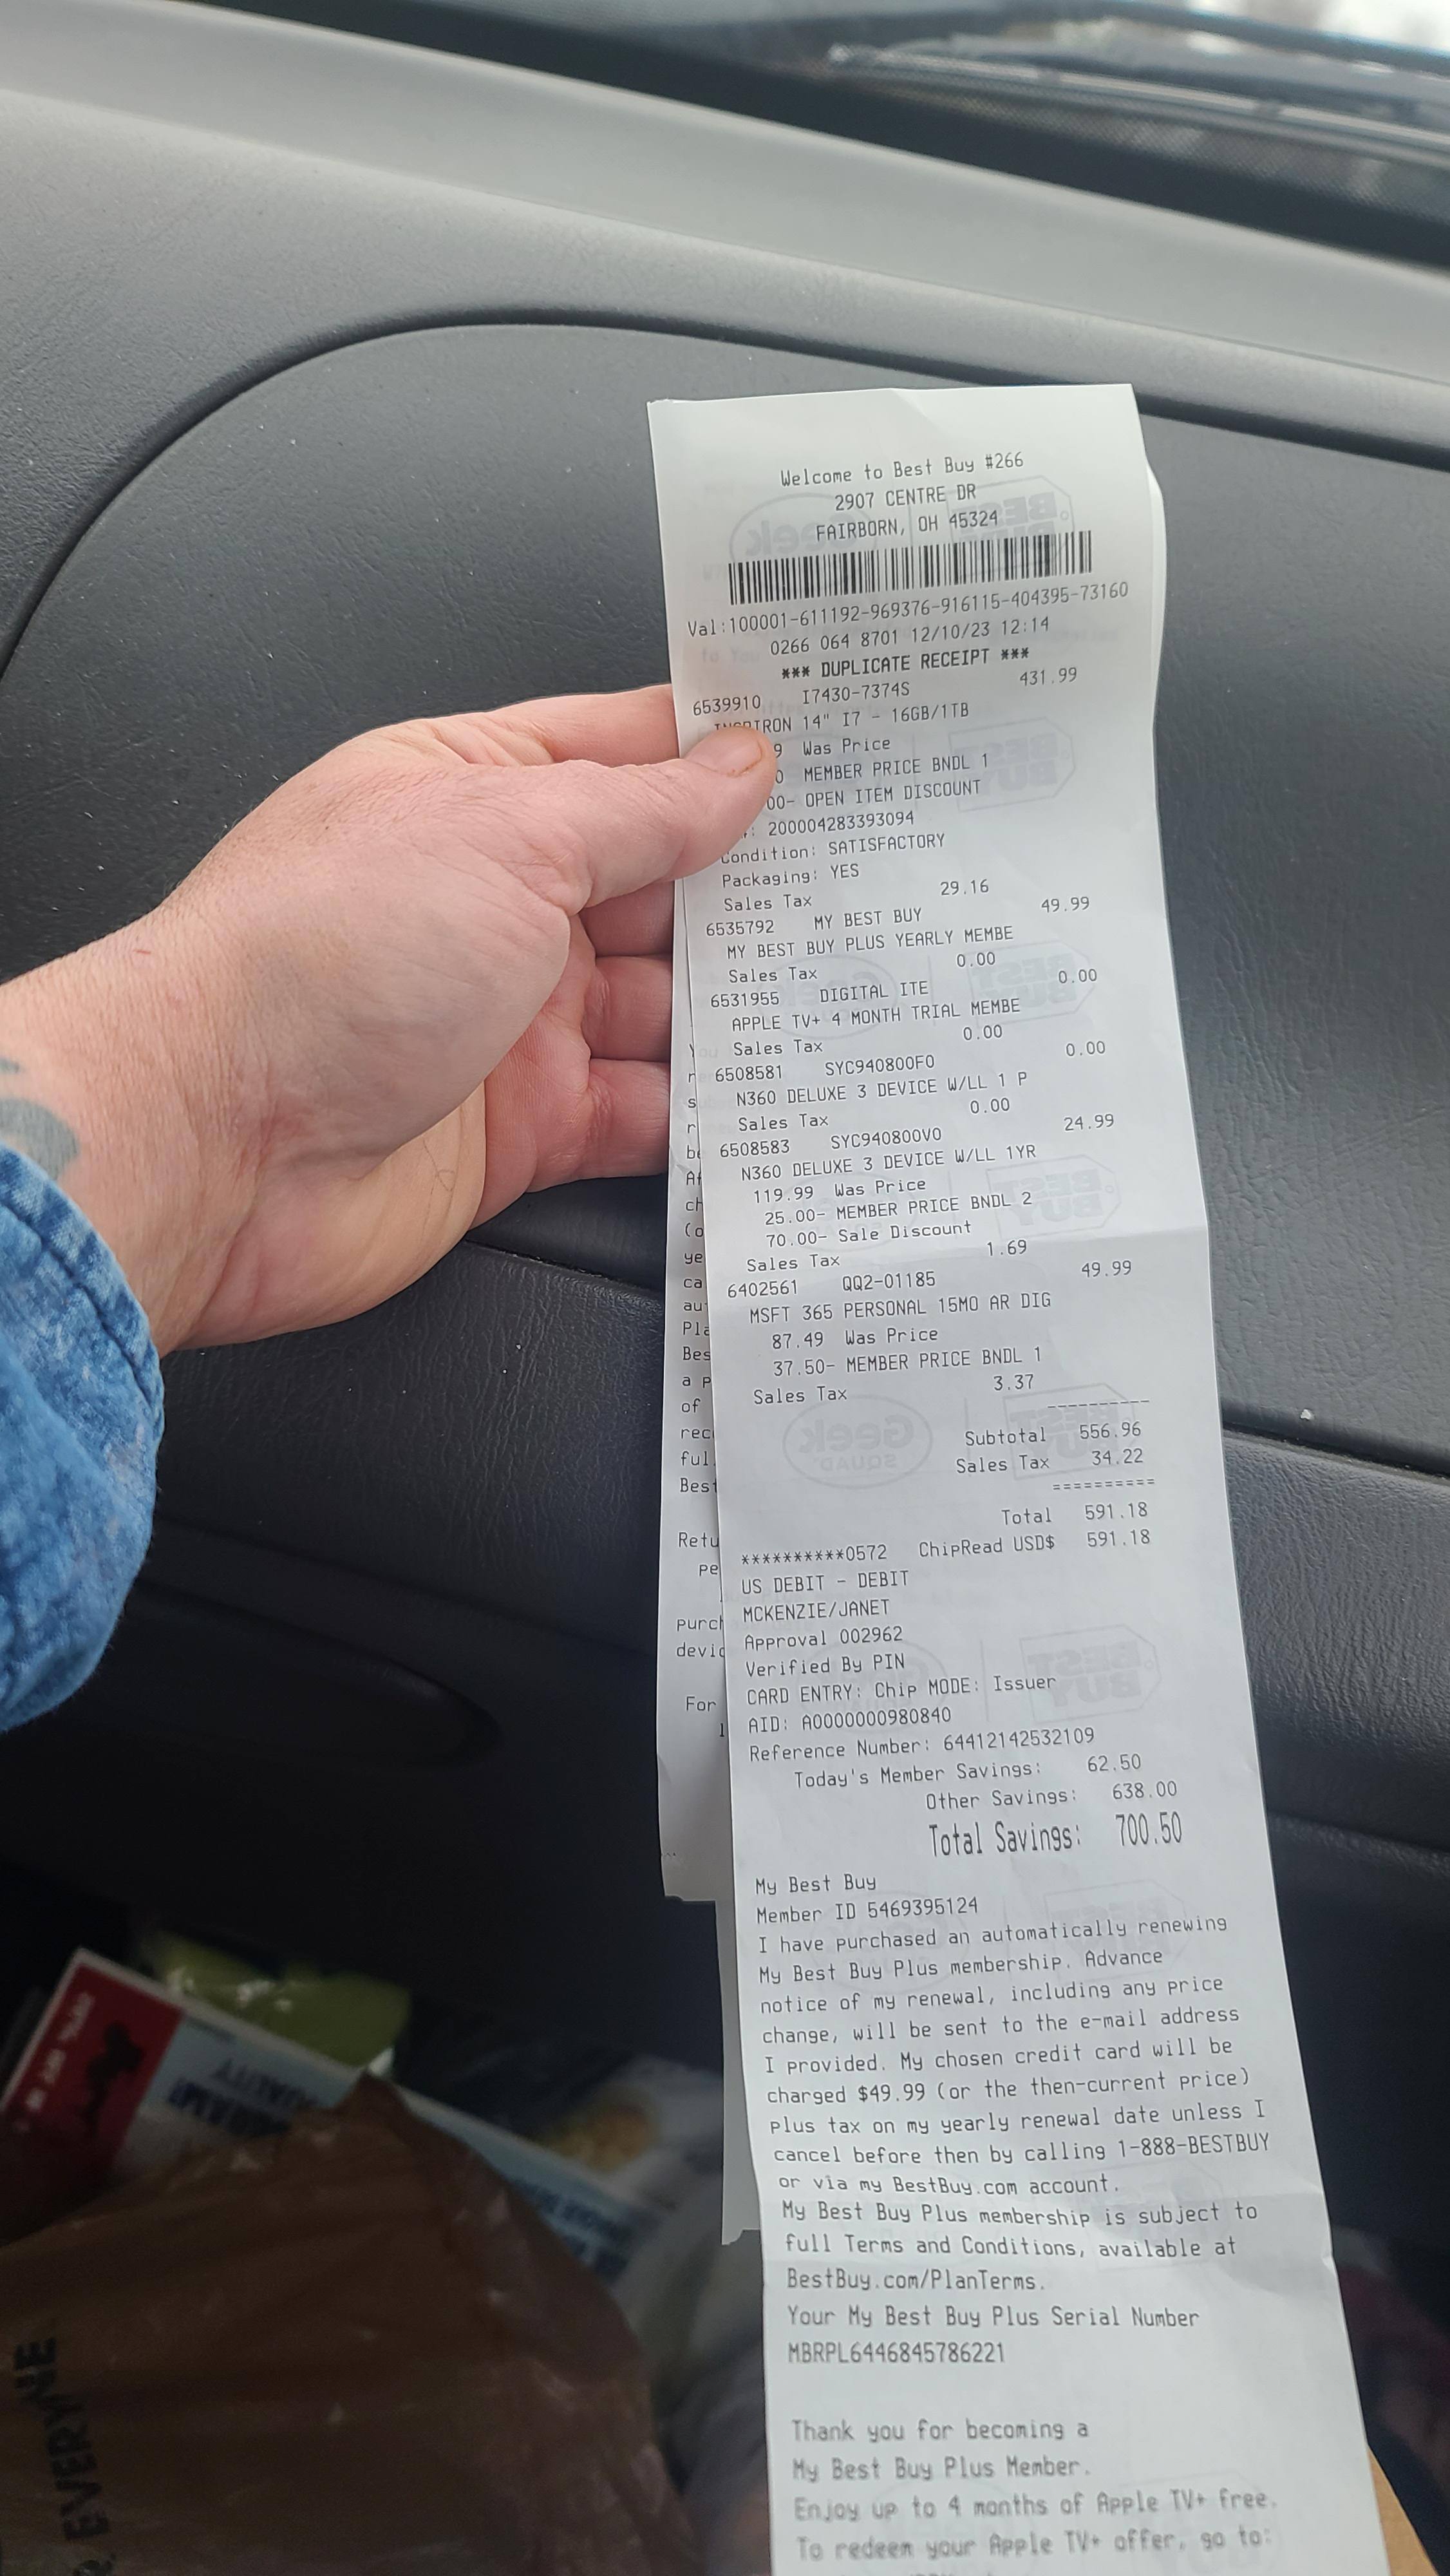 Welcome to Best Buy #266
2907 CENTRE DR
FAIRBORN, OH 45324
Val:100001-611192-969376-916115-404395-73160
0266 064 8701 12/10/23 12:14
*** DUPLICATE RECEIPT ***
6539910 I7430-7374S 431.99
14" I7 - 16GB/1TB
Was Price
MEMBER PRICE BNDL 1
00- OPEN ITEM DISCOUNT
: 200004283393094
Condition: SATISFACTORY
Packaging: YES
Sales Tax 29.16
6535792 MY BEST BUY 49.99
MY BEST BUY PLUS YEARLY MEMBE
Sales Tax 0.00
6531955 DIGITAL ITE 0.00
APPLE TV+ 4 MONTH TRIAL MEMBE
Sales Tax 0.00
6508581 SYC940800F0 0.00
N360 DELUXE 3 DEVICE W/LL 1 P
Sales Tax 0.00
6508583 SYC940800V0 24.99
N360 DELUXE 3 DEVICE W/LL 1YR
119.99 Was Price
25.00- MEMBER PRICE BNDL 2
70.00- Sale Discount
Sales Tax 1.69
6402561 QQ2-01185 49.99
MSFT 365 PERSONAL 15MO AR DIG
87.49 Was Price
37.50- MEMBER PRICE BNDL 1
Sales Tax 3.37
----------
Subtotal 556.96
Sales Tax 34.22
==========
Total 591.18
**********0572 ChipRead USD$ 591.18
US DEBIT - DEBIT
MCKENZIE/JANET
Approval 002962
Verified By PIN
CARD ENTRY: Chip MODE: Issuer
AID: A0000000980840
Reference Number: 64412142532109
Today's Member Savings: 62.50
Other Savings: 638.00
Total Savings: 700.50
My Best Buy
Member ID 5469395124
I have purchased an automatically renewing
My Best Buy Plus membership. Advance
notice of my renewal, including any price
change, will be sent to the e-mail address
I provided. My chosen credit card will be
charged $49.99 (or the then-current price)
plus tax on my yearly renewal date unless I
cancel before then by calling 1-888-BESTBUY
or via my BestBuy.com account.
My Best Buy Plus membership is subject to
full Terms and Conditions, available at
BestBuy.com/PlanTerms.
Your My Best Buy Plus Serial Number
MBRPL6446845786221
Thank you for becoming a
My Best Buy Plus Member.
Enjoy up to 4 months of Apple TV+ free.
To redeem your Apple TV+ offer, go to:
EVERYNE